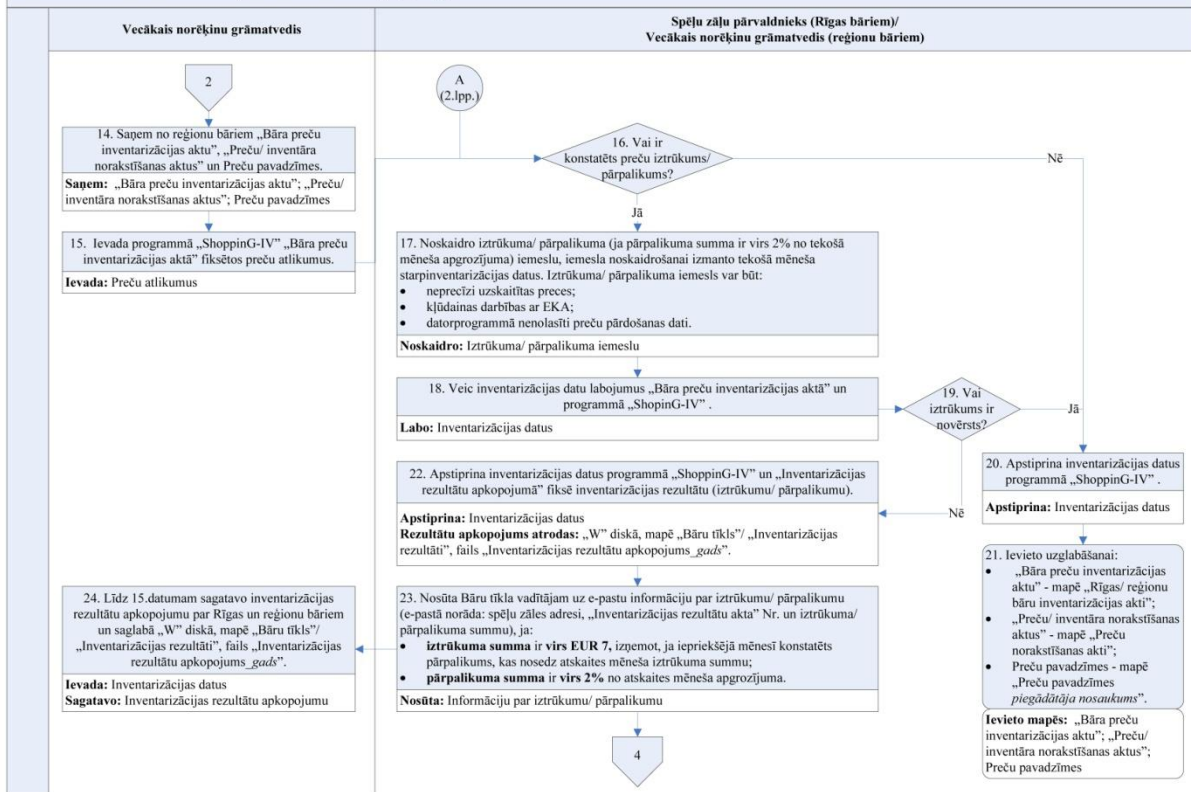 Vecākais norēķinu grāmatvedis
Spēļu zāļu pārvaldnieks (Rīgas bāriem)/
Vecākais norēķinu grāmatvedis (reģionu bāriem)
2
14. Saņem no reģionu bāriem „Bāra preču
inventarizācijas aktu”, „Preču/ inventāra
norakstīšanas aktus” un Preču pavadzīmes.
Saņem: „Bāra preču inventarizācijas aktu”; „Preču/
inventāra norakstīšanas aktus”; Preču pavadzīmes
15. Ievada programmā „ShoppinG-IV” „Bāra preču
inventarizācijas aktā” fiksētos preču atlikumus.
Ievada: Preču atlikumus
A
(2.lpp.)
16. Vai ir
konstatēts preču iztrūkums/
pārpalikums?
Nē
Jā
17. Noskaidro iztrūkuma/ pārpalikuma (ja pārpalikuma summa ir virs 2% no tekošā
mēneša apgrozījuma) iemeslu, iemesla noskaidrošanai izmanto tekošā mēneša
starpinventarizācijas datus. Iztrūkuma/ pārpalikuma iemesls var būt:
• neprecīzi uzskaitītas preces;
• kļūdainas darbības ar EKA;
• datorprogrammā nenolasīti preču pārdošanas dati.
Noskaidro: Iztrūkuma/ pārpalikuma iemeslu
18. Veic inventarizācijas datu labojumus „Bāra preču inventarizācijas aktā” un
programmā „ShopinG-IV” .
Labo: Inventarizācijas datus
19. Vai
iztrūkums ir
novērsts?
Jā
Nē
20. Apstiprina inventarizācijas datus
programmā „ShoppinG-IV” .
Apstiprina: Inventarizācijas datus
22. Apstiprina inventarizācijas datus programmā „ShoppinG-IV” un „Inventarizācijas
rezultātu apkopojumā” fiksē inventarizācijas rezultātu (iztrūkumu/ pārpalikumu).
Apstiprina: Inventarizācijas datus
Rezultātu apkopojums atrodas: „W” diskā, mapē „Bāru tīkls”/ „Inventarizācijas
rezultāti”, fails „Inventarizācijas rezultātu apkopojums_gads”.
21. Ievieto uzglabāšanai:
• „Bāra preču inventarizācijas
aktu” - mapē „Rīgas/ reģionu
bāru inventarizācijas akti”;
• „Preču/ inventāra norakstīšanas
aktus” - mapē „Preču
norakstīšanas akti”;
• Preču pavadzīmes - mapē
„Preču pavadzīmes
piegādātāja nosaukums”.
Ievieto mapēs: „Bāra preču
inventarizācijas aktu”; „Preču/
inventāra norakstīšanas aktus”;
Preču pavadzīmes
23. Nosūta Bāru tīkla vadītājam uz e-pastu informāciju par iztrūkumu/ pārpalikumu
(e-pastā norāda: spēļu zāles adresi, „Inventarizācijas rezultātu akta” Nr. un iztrūkuma/
pārpalikuma summu), ja:
• iztrūkuma summa ir virs EUR 7, izņemot, ja iepriekšējā mēnesī konstatēts
pārpalikums, kas nosedz atskaites mēneša iztrūkuma summu;
• pārpalikuma summa ir virs 2% no atskaites mēneša apgrozījuma.
Nosūta: Informāciju par iztrūkumu/ pārpalikumu
24. Līdz 15.datumam sagatavo inventarizācijas
rezultātu apkopojumu par Rīgas un reģionu bāriem
un saglabā „W” diskā, mapē „Bāru tīkls”/
„Inventarizācijas rezultāti”, fails „Inventarizācijas
rezultātu apkopojums_gads”.
Ievada: Inventarizācijas datus
Sagatavo: Inventarizācijas rezultātu apkopojumu
4